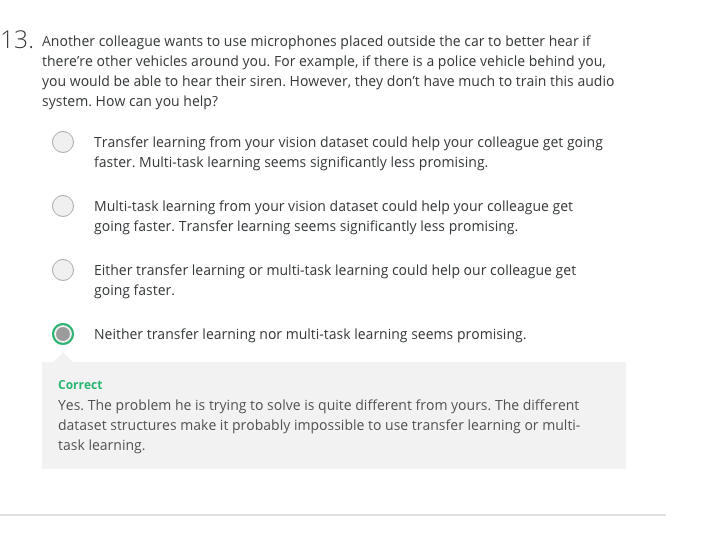 13. Another colleague wants to use microphones placed outside the car to better hear if
there’re other vehicles around you. For example, if there is a police vehicle behind you,
you would be able to hear their siren. However, they don’t have much to train this audio
system. How can you help?
Transfer learning from your vision dataset could help your colleague get going
faster. Multi-task learning seems significantly less promising.
Multi-task learning from your vision dataset could help your colleague get
going faster. Transfer learning seems significantly less promising.
Either transfer learning or multi-task learning could help our colleague get
going faster.
Neither transfer learning nor multi-task learning seems promising.
Correct
Yes. The problem he is trying to solve is quite different from yours. The different
dataset structures make it probably impossible to use transfer learning or multi-
task learning.